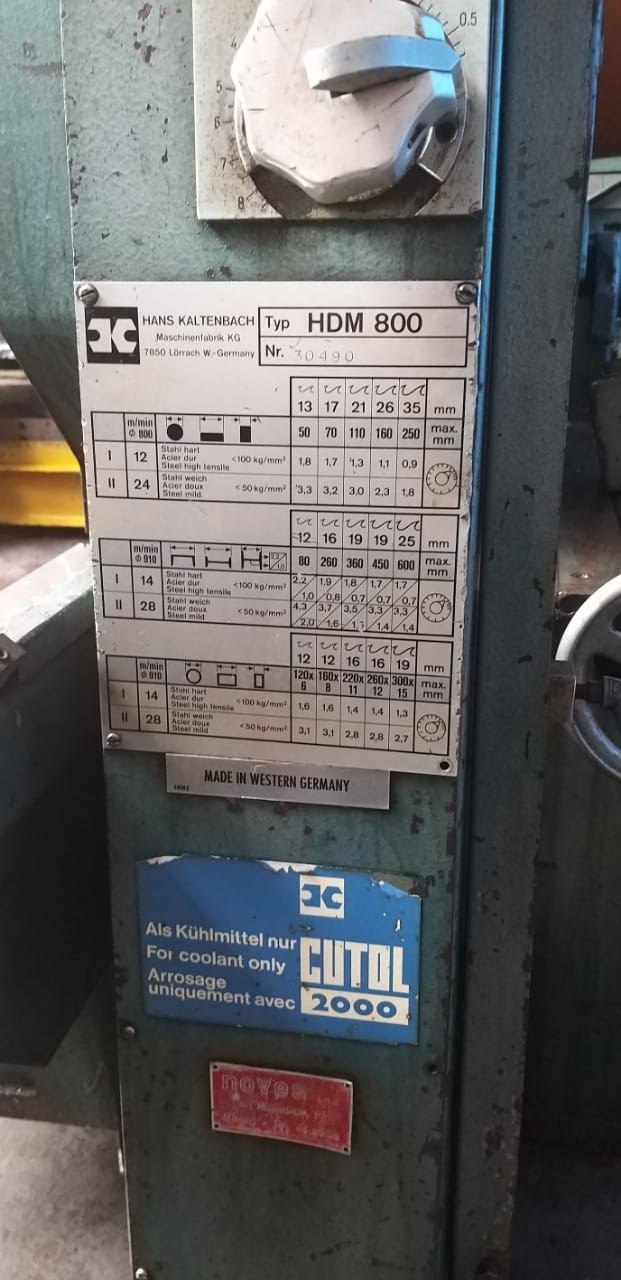 0.5
5
6
7
8
HANS KALTENBACH
Maschinenfabrik KG
7850 Lörrach W.-Germany
Typ HDM 800
Nr. 30490
13 17 21 26 35 mm
m/min Φ 800 50 70 110 160 250 max. mm
I 12 Stahl hart Acier dur Steel high tensile <100 kg/mm² 1,8 1,7 1,3 1,1 0,9
II 24 Stahl weich Acier doux Steel mild <50 kg/mm² 3,3 3,2 3,0 2,3 1,8
12 16 19 19 25 mm
m/min Φ 910 80 260 360 450 600 max. mm
I 14 Stahl hart Acier dur Steel high tensile <100 kg/mm² 2,2/1,0 1,9/0,8 1,8/0,7 1,7/0,7 1,7/0,7
II 28 Stahl weich Acier doux Steel mild <50 kg/mm² 4,3/2,0 3,7/1,6 3,5/ 3,3/1,4 3,3/1,4
12 12 16 16 19 mm
m/min Φ 910 120x6 160x8 220x11 260x12 300x15 max. mm
I 14 Stahl hart Acier dur Steel high tensile <100 kg/mm² 1,6 1,6 1,4 1,4 1,3
II 28 Stahl weich Acier doux Steel mild <50 kg/mm² 3,1 3,1 2,8 2,8 2,7
MADE IN WESTERN GERMANY
Als Kühlmittel nur
For coolant only
Arrosage
uniquement avec
CUTOL
2000
noves